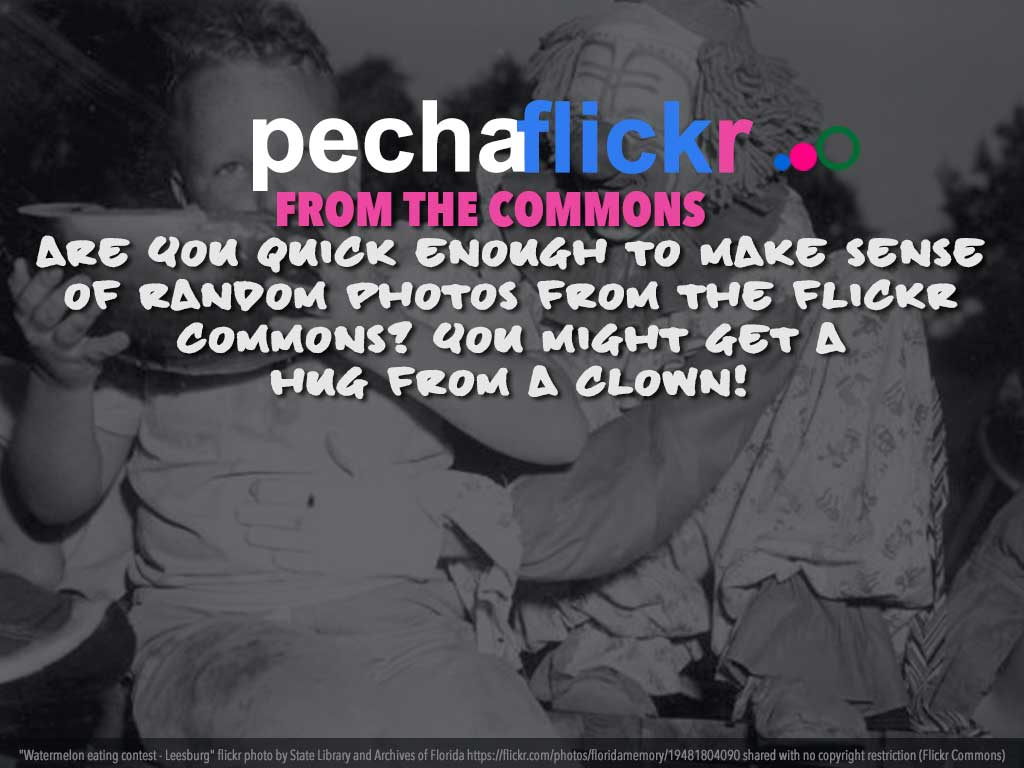 pechaflickr
FROM THE COMMONS
ARE YOU QUICK ENOUGH TO MAKE SENSE
OF RANDOM PHOTOS FROM THE FLICKR
COMMONS? YOU MIGHT GET A
HUG FROM A CLOWN!
"Watermelon eating contest - Leesburg" flickr photo by State Library and Archives of Florida https://flickr.com/photos/floridamemory/19481804090 shared with no copyright restriction (Flickr Commons)